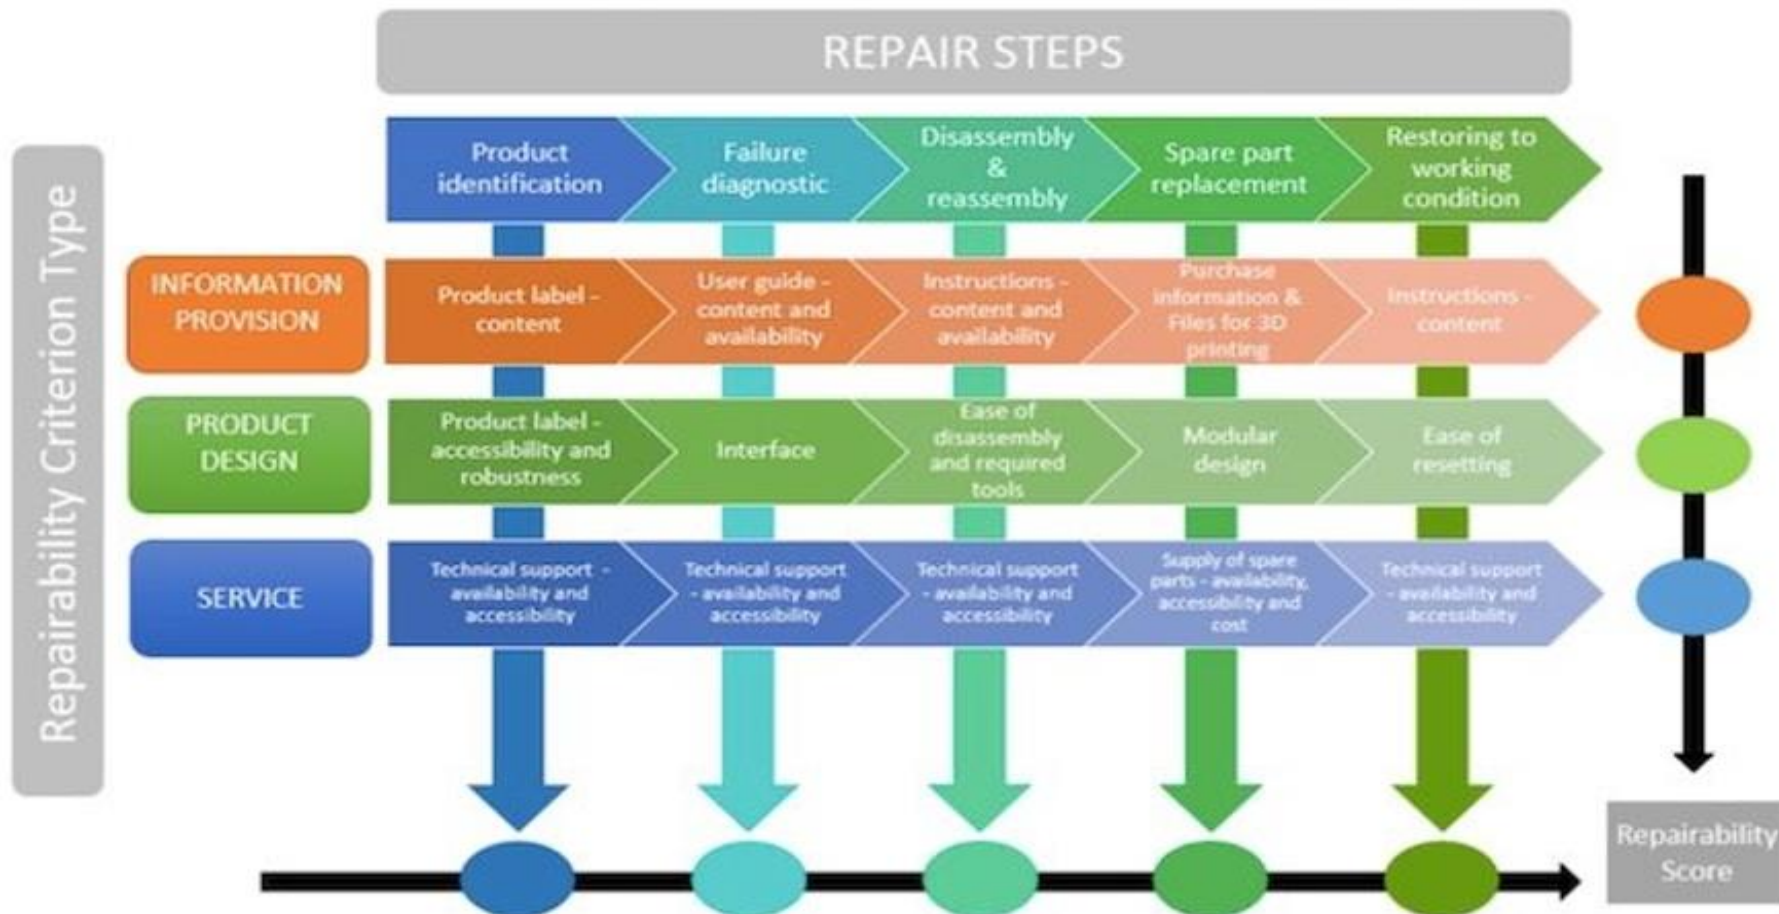 REPAIR STEPS
Repairability Criterion Type
Product
identification
Failure
diagnostic
Disassembly
&
reassembly
Spare part
replacement
Restoring to
working
condition
INFORMATION
PROVISION
Product label -
content
User guide -
content and
availability
Instructions -
content and
availability
Purchase
information &
Files for 3D
printing
Instructions -
content
PRODUCT
DESIGN
Product label -
accessibility and
robustness
Interface
Ease of
disassembly
and required
tools
Modular
design
Ease of
resetting
SERVICE
Technical support -
availability and
accessibility
Technical support
- availability and
accessibility
Technical support
- availability and
accessibility
Supply of spare
parts - availability,
accessibility and
cost
Technical support
- availability and
accessibility
Repairability
Score